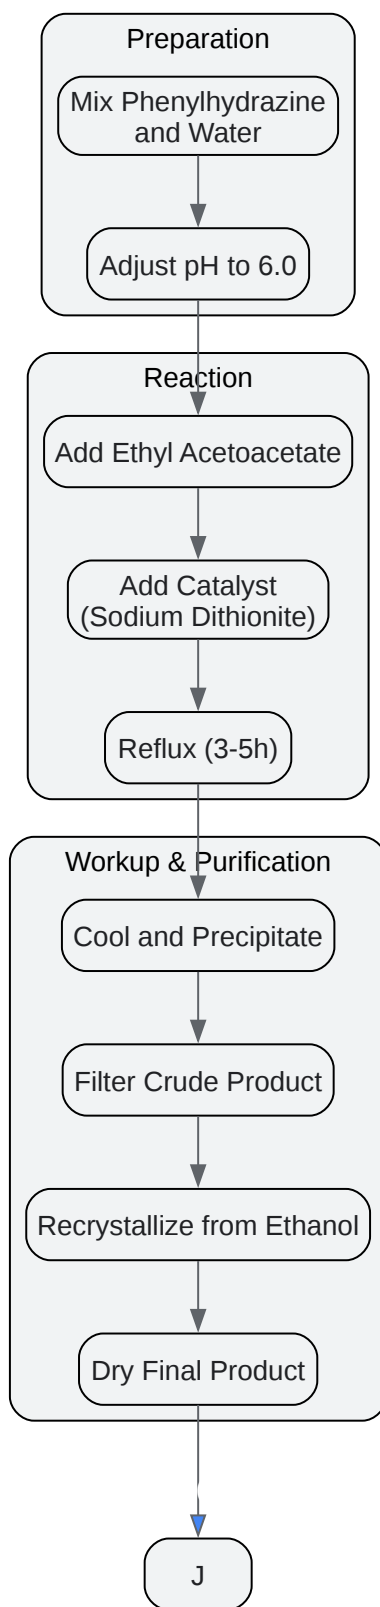 Preparation
Mix Phenylhydrazine
and Water
Adjust pH to 6.0
Reaction
Add Ethyl Acetoacetate
Add Catalyst
(Sodium Dithionite)
Reflux (3-5h)
Workup & Purification
Cool and Precipitate
Filter Crude Product
Recrystallize from Ethanol
Dry Final Product
J